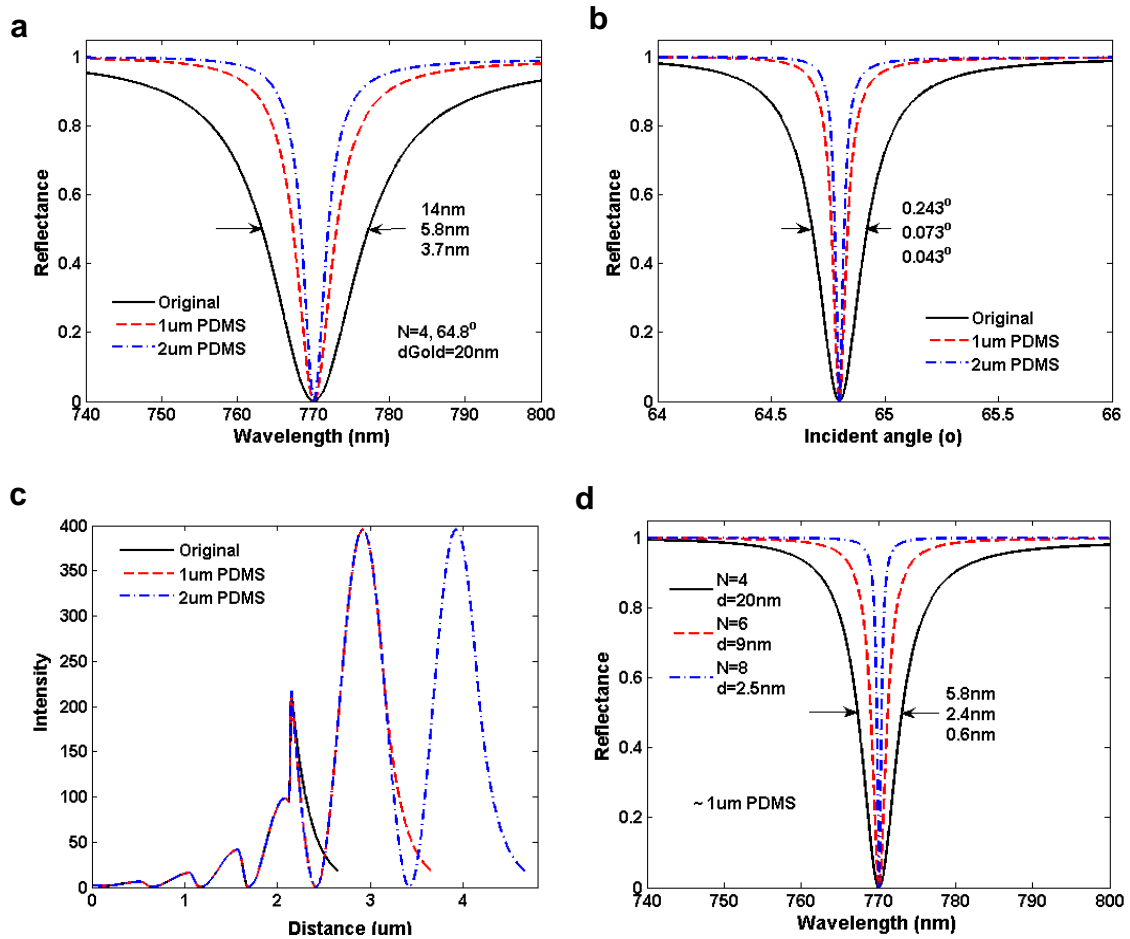 a
1
0.8
0.6
0.4
0.2
0
Reflectance
14nm
5.8nm
3.7nm
Original
1um PDMS
2um PDMS
N=4, 64.8o
dGold=20nm
740 750 760 770 780 790 800
Wavelength (nm)
b
1
0.8
0.6
0.4
0.2
0
Reflectance
0.243o
0.073o
0.043o
Original
1um PDMS
2um PDMS
64 64.5 65 65.5 66
Incident angle (o)
c
400
350
300
250
200
150
100
50
0
Intensity
Original
1um PDMS
2um PDMS
0 1 2 3 4
Distance (um)
d
1
0.8
0.6
0.4
0.2
0
Reflectance
N=4
d=20nm
N=6
d=9nm
N=8
d=2.5nm
5.8nm
2.4nm
0.6nm
~ 1um PDMS
740 750 760 770 780 790 800
Wavelength (nm)